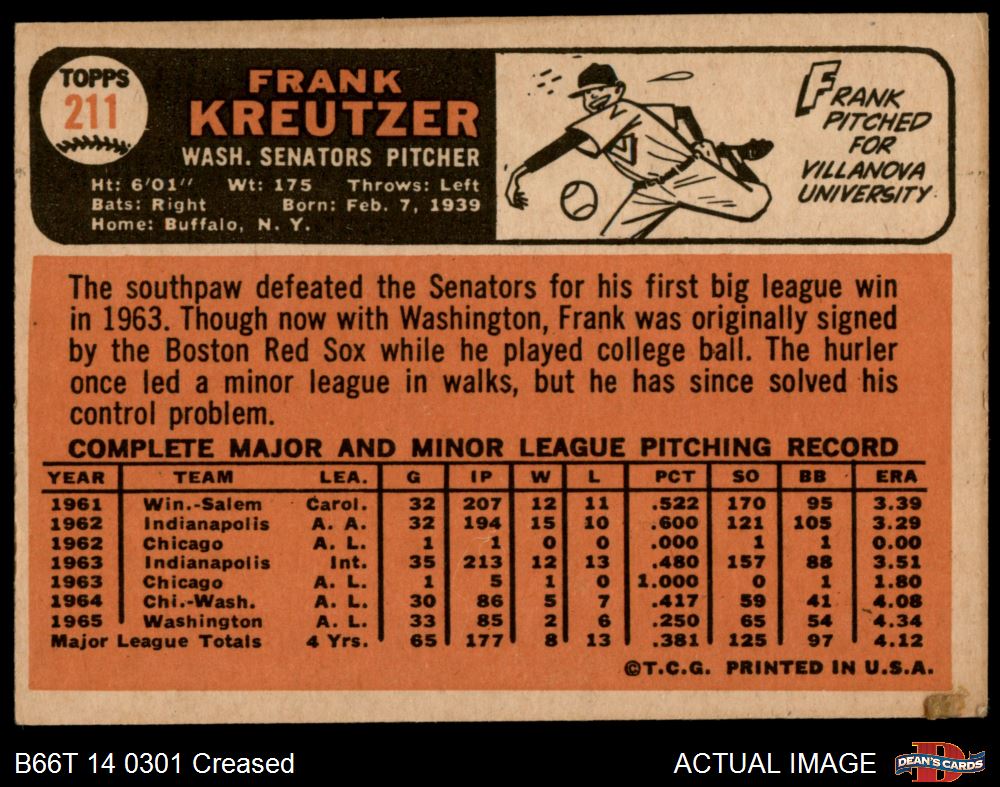 TOPPS
211
FRANK
KREUTZER
WASH. SENATORS PITCHER
Ht: 6'01" Wt: 175 Throws: Left
Bats: Right Born: Feb. 7, 1939
Home: Buffalo, N. Y.
FRANK
PITCHED
FOR
VILLANOVA
UNIVERSITY.
The southpaw defeated the Senators for his first big league win
in 1963. Though now with Washington, Frank was originally signed
by the Boston Red Sox while he played college ball. The hurler
once led a minor league in walks, but he has since solved his
control problem.
COMPLETE MAJOR AND MINOR LEAGUE PITCHING RECORD
YEAR TEAM LEA. G IP W L PCT SO BB ERA
1961 Win.-Salem Carol. 32 207 12 11 .522 170 95 3.39
1962 Indianapolis A. A. 32 194 15 10 .600 121 105 3.29
1962 Chicago A. L. 1 1 0 0 .000 1 1 0.00
1963 Indianapolis Int. 35 213 12 13 .480 157 88 3.51
1963 Chicago A. L. 1 5 1 0 1.000 0 1 1.80
1964 Chi.-Wash. A. L. 30 86 5 7 .417 59 41 4.08
1965 Washington A. L. 33 85 2 6 .250 65 54 4.34
Major League Totals 4 Yrs. 65 177 8 13 .381 125 97 4.12
©T.C.G. PRINTED IN U.S.A.
B66T 14 0301 Creased
ACTUAL IMAGE
D
DEAN'S CARDS